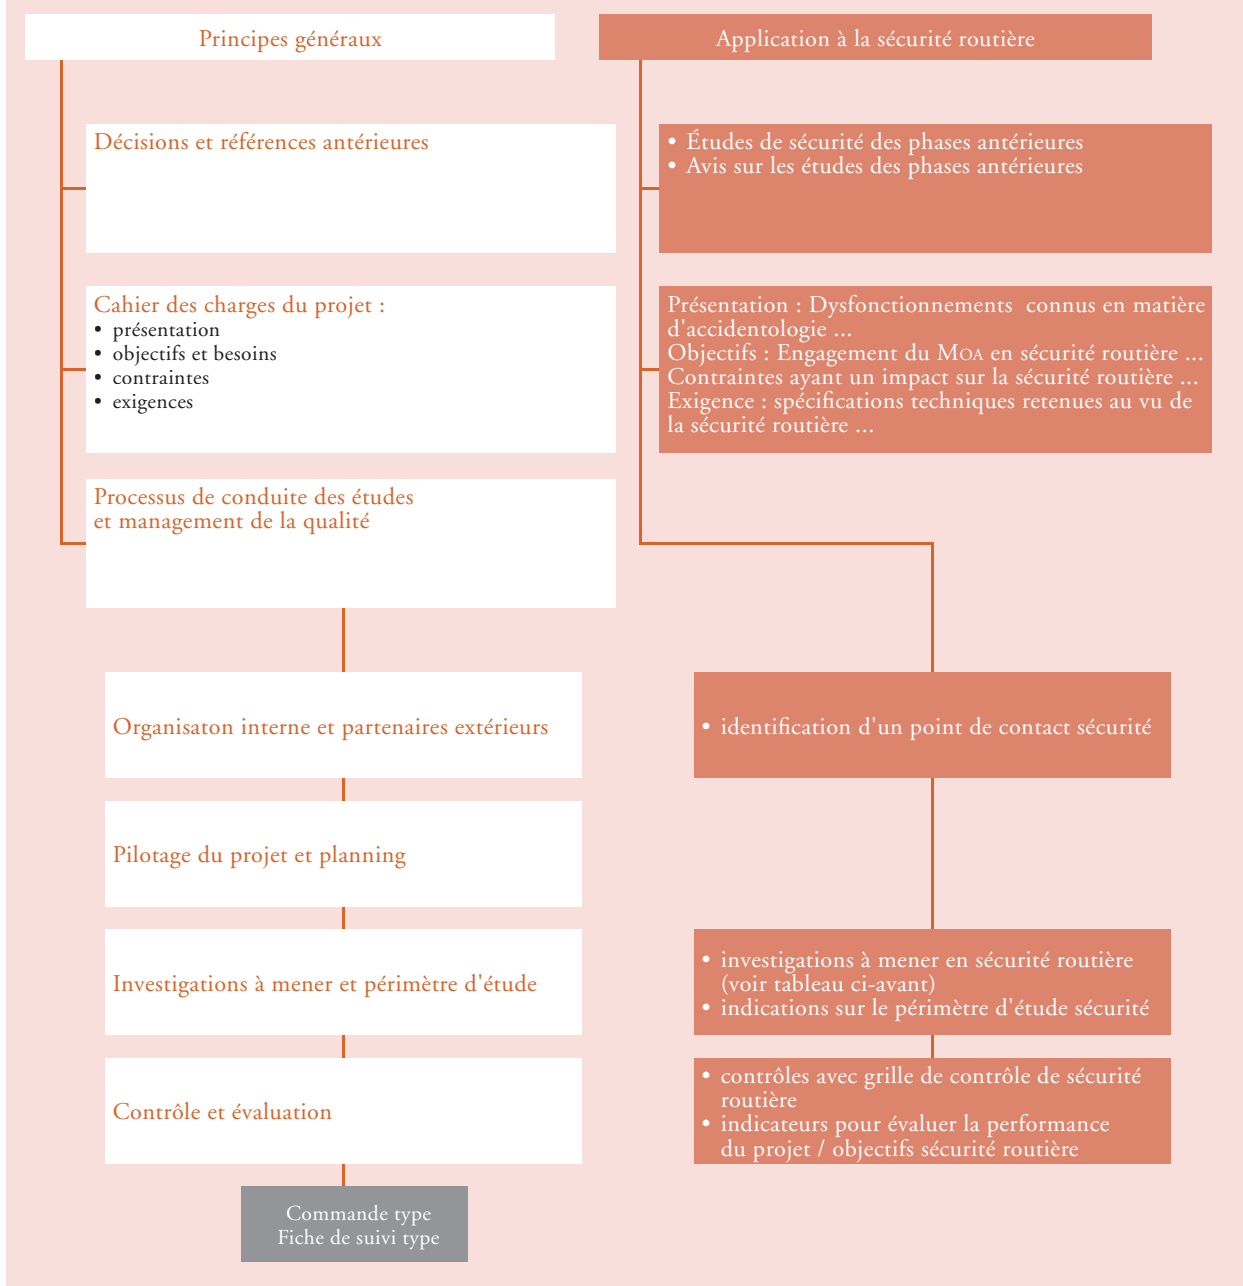 Principes généraux
Application à la sécurité routière
Décisions et références antérieures
• Études de sécurité des phases antérieures
• Avis sur les études des phases antérieures
Cahier des charges du projet :
• présentation
• objectifs et besoins
• contraintes
• exigences
Présentation : Dysfonctionnements connus en matière
d'accidentologie ...
Objectifs : Engagement du MOA en sécurité routière ...
Contraintes ayant un impact sur la sécurité routière ...
Exigence : spécifications techniques retenues au vu de
la sécurité routière ...
Processus de conduite des études
et management de la qualité
Organisaton interne et partenaires extérieurs
• identification d'un point de contact sécurité
Pilotage du projet et planning
Investigations à mener et périmètre d'étude
• investigations à mener en sécurité routière
(voir tableau ci-avant)
• indications sur le périmètre d'étude sécurité
Contrôle et évaluation
• contrôles avec grille de contrôle de sécurité
routière
• indicateurs pour évaluer la performance
du projet / objectifs sécurité routière
Commande type
Fiche de suivi type